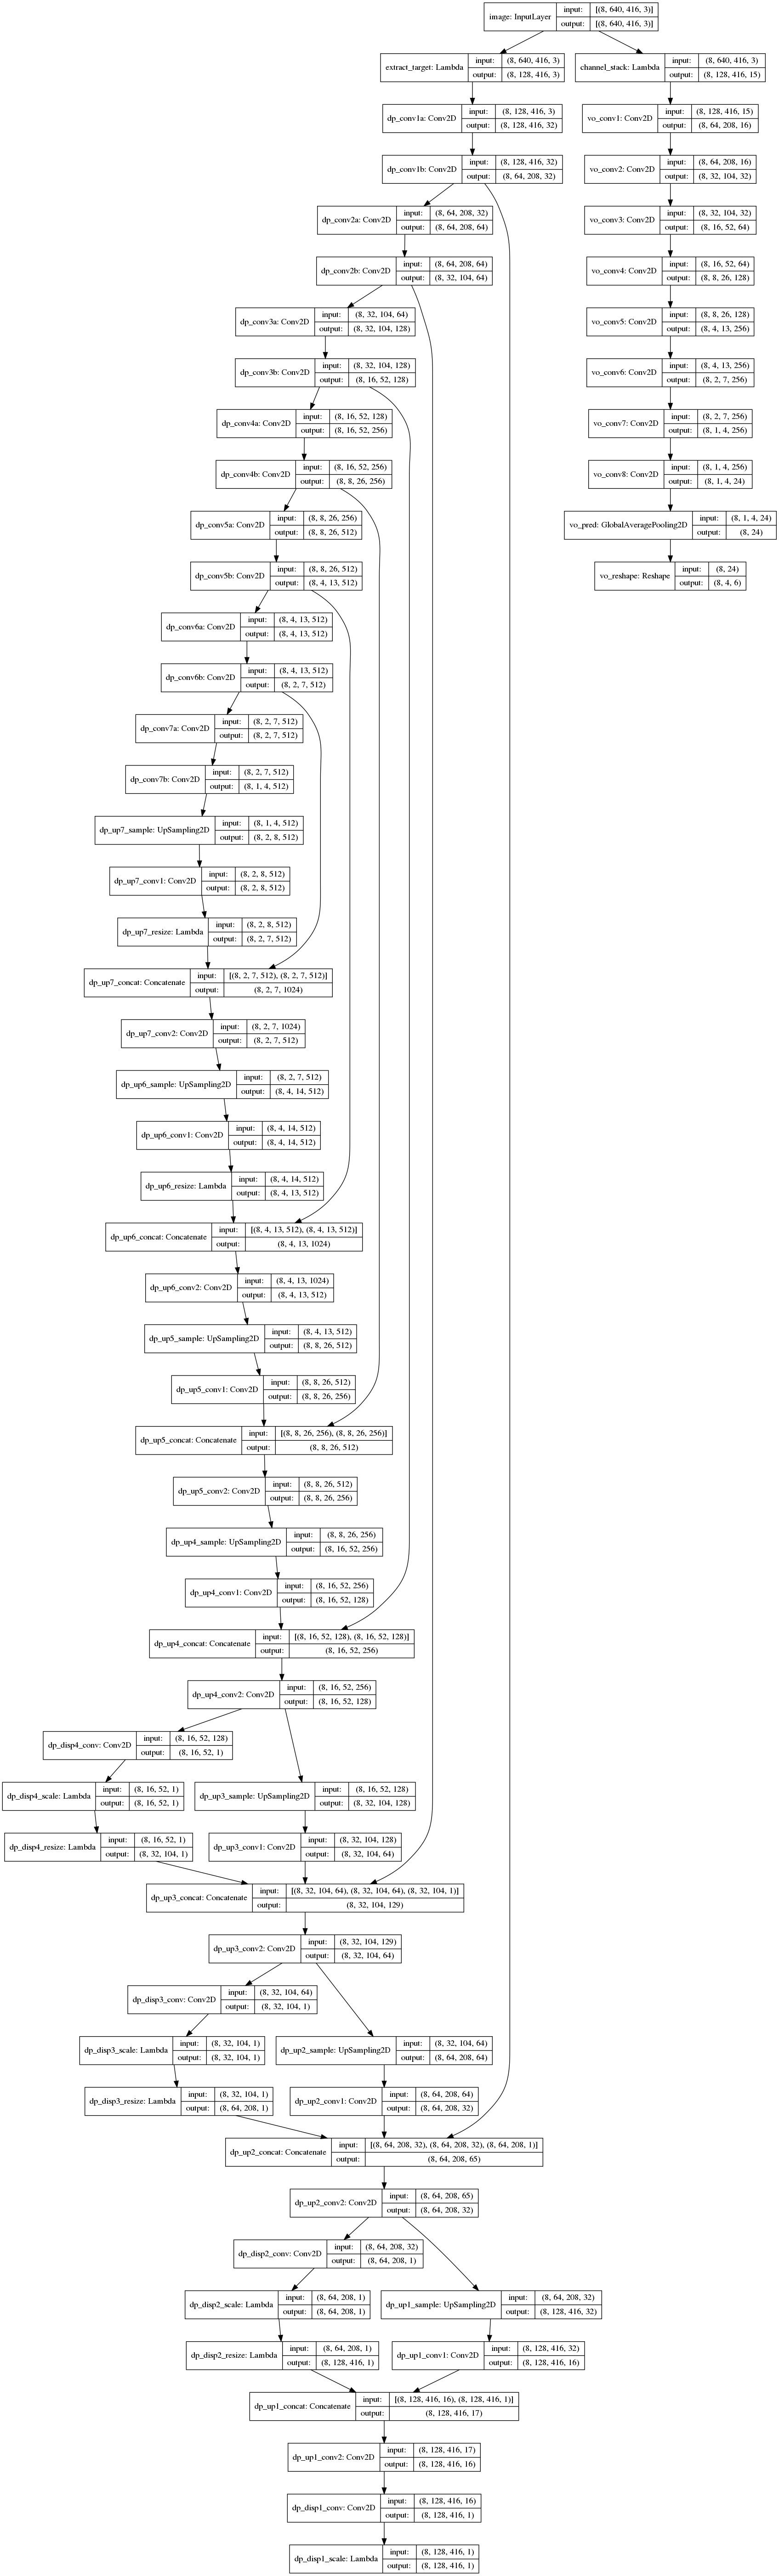 image: InputLayer input: [(8, 640, 416, 3)]
output: [(8, 640, 416, 3)]
extract_target: Lambda input: (8, 640, 416, 3)
output: (8, 128, 416, 3)
channel_stack: Lambda input: (8, 640, 416, 3)
output: (8, 128, 416, 15)
dp_conv1a: Conv2D input: (8, 128, 416, 3)
output: (8, 128, 416, 32)
vo_conv1: Conv2D input: (8, 128, 416, 15)
output: (8, 64, 208, 16)
dp_conv1b: Conv2D input: (8, 128, 416, 32)
output: (8, 64, 208, 32)
vo_conv2: Conv2D input: (8, 64, 208, 16)
output: (8, 32, 104, 32)
dp_conv2a: Conv2D input: (8, 64, 208, 32)
output: (8, 64, 208, 64)
vo_conv3: Conv2D input: (8, 32, 104, 32)
output: (8, 16, 52, 64)
dp_conv2b: Conv2D input: (8, 64, 208, 64)
output: (8, 32, 104, 64)
vo_conv4: Conv2D input: (8, 16, 52, 64)
output: (8, 8, 26, 128)
dp_conv3a: Conv2D input: (8, 32, 104, 64)
output: (8, 32, 104, 128)
vo_conv5: Conv2D input: (8, 8, 26, 128)
output: (8, 4, 13, 256)
dp_conv3b: Conv2D input: (8, 32, 104, 128)
output: (8, 16, 52, 128)
vo_conv6: Conv2D input: (8, 4, 13, 256)
output: (8, 2, 7, 256)
dp_conv4a: Conv2D input: (8, 16, 52, 128)
output: (8, 16, 52, 256)
vo_conv7: Conv2D input: (8, 2, 7, 256)
output: (8, 1, 4, 256)
dp_conv4b: Conv2D input: (8, 16, 52, 256)
output: (8, 8, 26, 256)
vo_conv8: Conv2D input: (8, 1, 4, 256)
output: (8, 1, 4, 24)
dp_conv5a: Conv2D input: (8, 8, 26, 256)
output: (8, 8, 26, 512)
vo_pred: GlobalAveragePooling2D input: (8, 1, 4, 24)
output: (8, 24)
dp_conv5b: Conv2D input: (8, 8, 26, 512)
output: (8, 4, 13, 512)
vo_reshape: Reshape input: (8, 24)
output: (8, 4, 6)
dp_conv6a: Conv2D input: (8, 4, 13, 512)
output: (8, 4, 13, 512)
dp_conv6b: Conv2D input: (8, 4, 13, 512)
output: (8, 2, 7, 512)
dp_conv7a: Conv2D input: (8, 2, 7, 512)
output: (8, 2, 7, 512)
dp_conv7b: Conv2D input: (8, 2, 7, 512)
output: (8, 1, 4, 512)
dp_up7_sample: UpSampling2D input: (8, 1, 4, 512)
output: (8, 2, 8, 512)
dp_up7_conv1: Conv2D input: (8, 2, 8, 512)
output: (8, 2, 8, 512)
dp_up7_resize: Lambda input: (8, 2, 8, 512)
output: (8, 2, 7, 512)
dp_up7_concat: Concatenate input: [(8, 2, 7, 512), (8, 2, 7, 512)]
output: (8, 2, 7, 1024)
dp_up7_conv2: Conv2D input: (8, 2, 7, 1024)
output: (8, 2, 7, 512)
dp_up6_sample: UpSampling2D input: (8, 2, 7, 512)
output: (8, 4, 14, 512)
dp_up6_conv1: Conv2D input: (8, 4, 14, 512)
output: (8, 4, 14, 512)
dp_up6_resize: Lambda input: (8, 4, 14, 512)
output: (8, 4, 13, 512)
dp_up6_concat: Concatenate input: [(8, 4, 13, 512), (8, 4, 13, 512)]
output: (8, 4, 13, 1024)
dp_up6_conv2: Conv2D input: (8, 4, 13, 1024)
output: (8, 4, 13, 512)
dp_up5_sample: UpSampling2D input: (8, 4, 13, 512)
output: (8, 8, 26, 512)
dp_up5_conv1: Conv2D input: (8, 8, 26, 512)
output: (8, 8, 26, 256)
dp_up5_concat: Concatenate input: [(8, 8, 26, 256), (8, 8, 26, 256)]
output: (8, 8, 26, 512)
dp_up5_conv2: Conv2D input: (8, 8, 26, 512)
output: (8, 8, 26, 256)
dp_up4_sample: UpSampling2D input: (8, 8, 26, 256)
output: (8, 16, 52, 256)
dp_up4_conv1: Conv2D input: (8, 16, 52, 256)
output: (8, 16, 52, 128)
dp_up4_concat: Concatenate input: [(8, 16, 52, 128), (8, 16, 52, 128)]
output: (8, 16, 52, 256)
dp_up4_conv2: Conv2D input: (8, 16, 52, 256)
output: (8, 16, 52, 128)
dp_disp4_conv: Conv2D input: (8, 16, 52, 128)
output: (8, 16, 52, 1)
dp_disp4_scale: Lambda input: (8, 16, 52, 1)
output: (8, 16, 52, 1)
dp_up3_sample: UpSampling2D input: (8, 16, 52, 128)
output: (8, 32, 104, 128)
dp_disp4_resize: Lambda input: (8, 16, 52, 1)
output: (8, 32, 104, 1)
dp_up3_conv1: Conv2D input: (8, 32, 104, 128)
output: (8, 32, 104, 64)
dp_up3_concat: Concatenate input: [(8, 32, 104, 64), (8, 32, 104, 64), (8, 32, 104, 1)]
output: (8, 32, 104, 129)
dp_up3_conv2: Conv2D input: (8, 32, 104, 129)
output: (8, 32, 104, 64)
dp_disp3_conv: Conv2D input: (8, 32, 104, 64)
output: (8, 32, 104, 1)
dp_disp3_scale: Lambda input: (8, 32, 104, 1)
output: (8, 32, 104, 1)
dp_up2_sample: UpSampling2D input: (8, 32, 104, 64)
output: (8, 64, 208, 64)
dp_disp3_resize: Lambda input: (8, 32, 104, 1)
output: (8, 64, 208, 1)
dp_up2_conv1: Conv2D input: (8, 64, 208, 64)
output: (8, 64, 208, 32)
dp_up2_concat: Concatenate input: [(8, 64, 208, 32), (8, 64, 208, 32), (8, 64, 208, 1)]
output: (8, 64, 208, 65)
dp_up2_conv2: Conv2D input: (8, 64, 208, 65)
output: (8, 64, 208, 32)
dp_disp2_conv: Conv2D input: (8, 64, 208, 32)
output: (8, 64, 208, 1)
dp_disp2_scale: Lambda input: (8, 64, 208, 1)
output: (8, 64, 208, 1)
dp_up1_sample: UpSampling2D input: (8, 64, 208, 32)
output: (8, 128, 416, 32)
dp_disp2_resize: Lambda input: (8, 64, 208, 1)
output: (8, 128, 416, 1)
dp_up1_conv1: Conv2D input: (8, 128, 416, 32)
output: (8, 128, 416, 16)
dp_up1_concat: Concatenate input: [(8, 128, 416, 16), (8, 128, 416, 1)]
output: (8, 128, 416, 17)
dp_up1_conv2: Conv2D input: (8, 128, 416, 17)
output: (8, 128, 416, 16)
dp_disp1_conv: Conv2D input: (8, 128, 416, 16)
output: (8, 128, 416, 1)
dp_disp1_scale: Lambda input: (8, 128, 416, 1)
output: (8, 128, 416, 1)